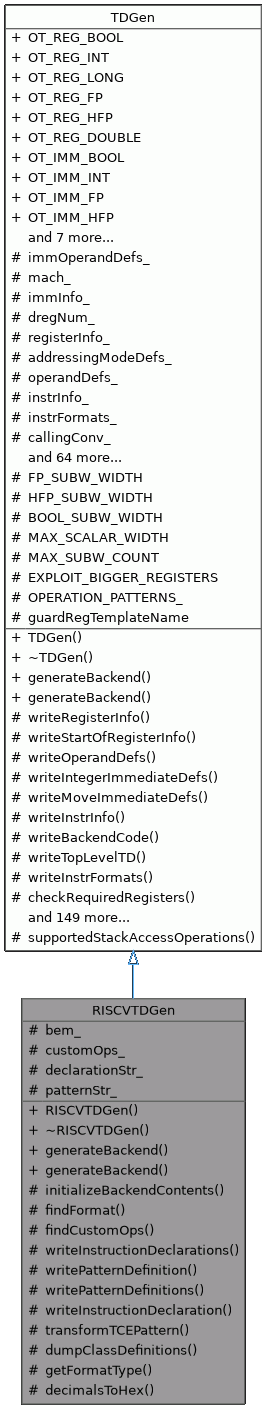 TDGen
+ OT_REG_BOOL
+ OT_REG_INT
+ OT_REG_LONG
+ OT_REG_FP
+ OT_REG_HFP
+ OT_REG_DOUBLE
+ OT_IMM_BOOL
+ OT_IMM_INT
+ OT_IMM_FP
+ OT_IMM_HFP
and 7 more...
# immOperandDefs_
# mach_
# immInfo_
# dregNum_
# registerInfo_
# addressingModeDefs_
# operandDefs_
# instrInfo_
# instrFormats_
# callingConv_
and 64 more...
# FP_SUBW_WIDTH
# HFP_SUBW_WIDTH
# BOOL_SUBW_WIDTH
# MAX_SCALAR_WIDTH
# MAX_SUBW_COUNT
# EXPLOIT_BIGGER_REGISTERS
# OPERATION_PATTERNS_
# guardRegTemplateName
+ TDGen()
+ ~TDGen()
+ generateBackend()
+ generateBackend()
# writeRegisterInfo()
# writeStartOfRegisterInfo()
# writeOperandDefs()
# writeIntegerImmediateDefs()
# writeMoveImmediateDefs()
# writeInstrInfo()
# writeBackendCode()
# writeTopLevelTD()
# writeInstrFormats()
# checkRequiredRegisters()
and 149 more...
# supportedStackAccessOperations()
RISCVTDGen
# bem_
# customOps_
# declarationStr_
# patternStr_
+ RISCVTDGen()
+ ~RISCVTDGen()
+ generateBackend()
+ generateBackend()
# initializeBackendContents()
# findFormat()
# findCustomOps()
# writeInstructionDeclarations()
# writePatternDefinition()
# writePatternDefinitions()
# writeInstructionDeclaration()
# transformTCEPattern()
# dumpClassDefinitions()
# getFormatType()
# decimalsToHex()